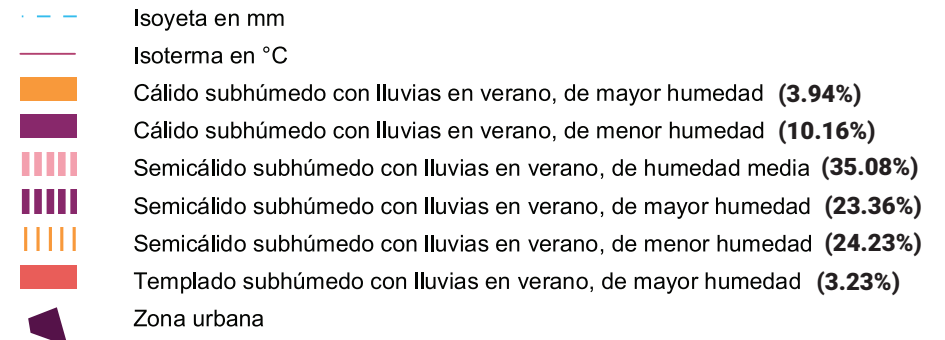 Isoyeta en mm
Isoterma en °C
Cálido subhúmedo con lluvias en verano, de mayor humedad (3.94%)
Cálido subhúmedo con lluvias en verano, de menor humedad (10.16%)
Semicálido subhúmedo con lluvias en verano, de humedad media (35.08%)
Semicálido subhúmedo con lluvias en verano, de mayor humedad (23.36%)
Semicálido subhúmedo con lluvias en verano, de menor humedad (24.23%)
Templado subhúmedo con lluvias en verano, de mayor humedad (3.23%)
Zona urbana